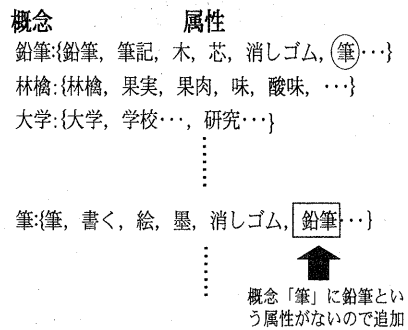 概念 属性
鉛筆:{鉛筆，筆記，木，芯，消しゴム，筆･･･}
林檎:{林檎，果実，果肉，味，酸味，･･･}
大学:{大学，学校･･･，研究･･･}
筆:{筆，書く，絵，墨，消しゴム，鉛筆･･･}
概念「筆」に鉛筆とい
う属性がないので追加